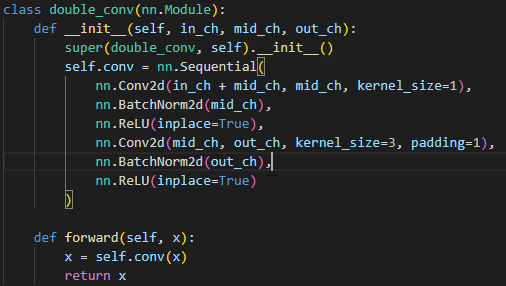 class double_conv(nn.Module):
    def __init__(self, in_ch, mid_ch, out_ch):
        super(double_conv, self).__init__()
        self.conv = nn.Sequential(
            nn.Conv2d(in_ch + mid_ch, mid_ch, kernel_size=1),
            nn.BatchNorm2d(mid_ch),
            nn.ReLU(inplace=True),
            nn.Conv2d(mid_ch, out_ch, kernel_size=3, padding=1),
            nn.BatchNorm2d(out_ch),
            nn.ReLU(inplace=True)
        )
    def forward(self, x):
        x = self.conv(x)
        return x